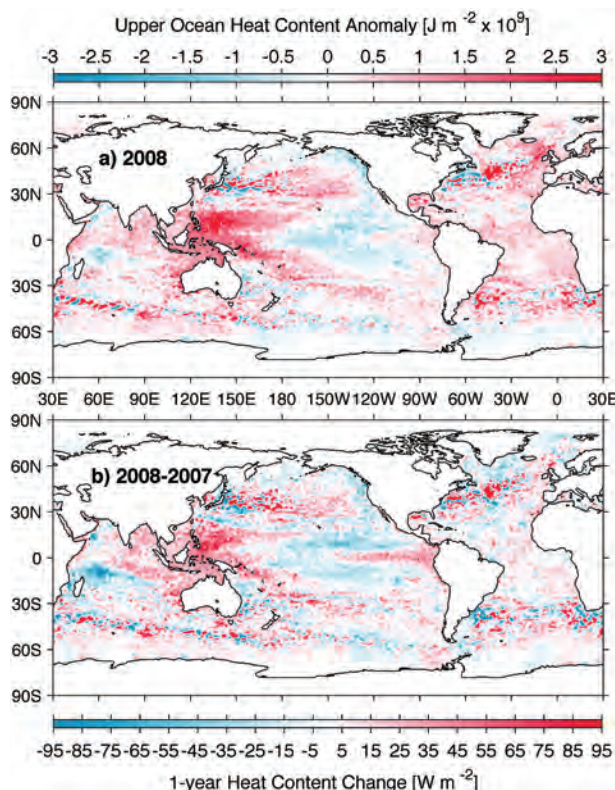 Upper Ocean Heat Content Anomaly [J m⁻² x 10⁹]
-3 -2.5 -2 -1.5 -1 -0.5 0 0.5 1 1.5 2 2.5 3
90N
60N
30N
0
30S
60S
90S
a) 2008
30E 60E 90E 120E 150E 180 150W 120W 90W 60W 30W 0 30E
90N
60N
30N
0
30S
60S
90S
b) 2008-2007
-95 -85 -75 -65 -55 -45 -35 -25 -15 -5 5 15 25 35 45 55 65 75 85 95
1-year Heat Content Change [W m⁻²]